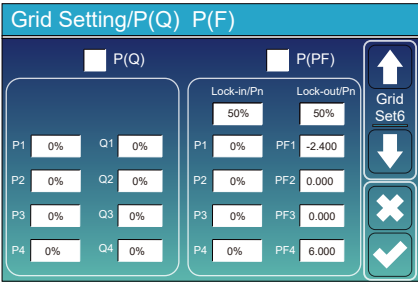 Grid Setting/P(Q) P(F)
P(Q)
P(PF)
Lock-in/Pn Lock-out/Pn
50% 50%
P1 0% Q1 0%
P2 0% Q2 0%
P3 0% Q3 0%
P4 0% Q4 0%
P1 0% PF1 -2.400
P2 0% PF2 0.000
P3 0% PF3 0.000
P4 0% PF4 6.000
Grid
Set6